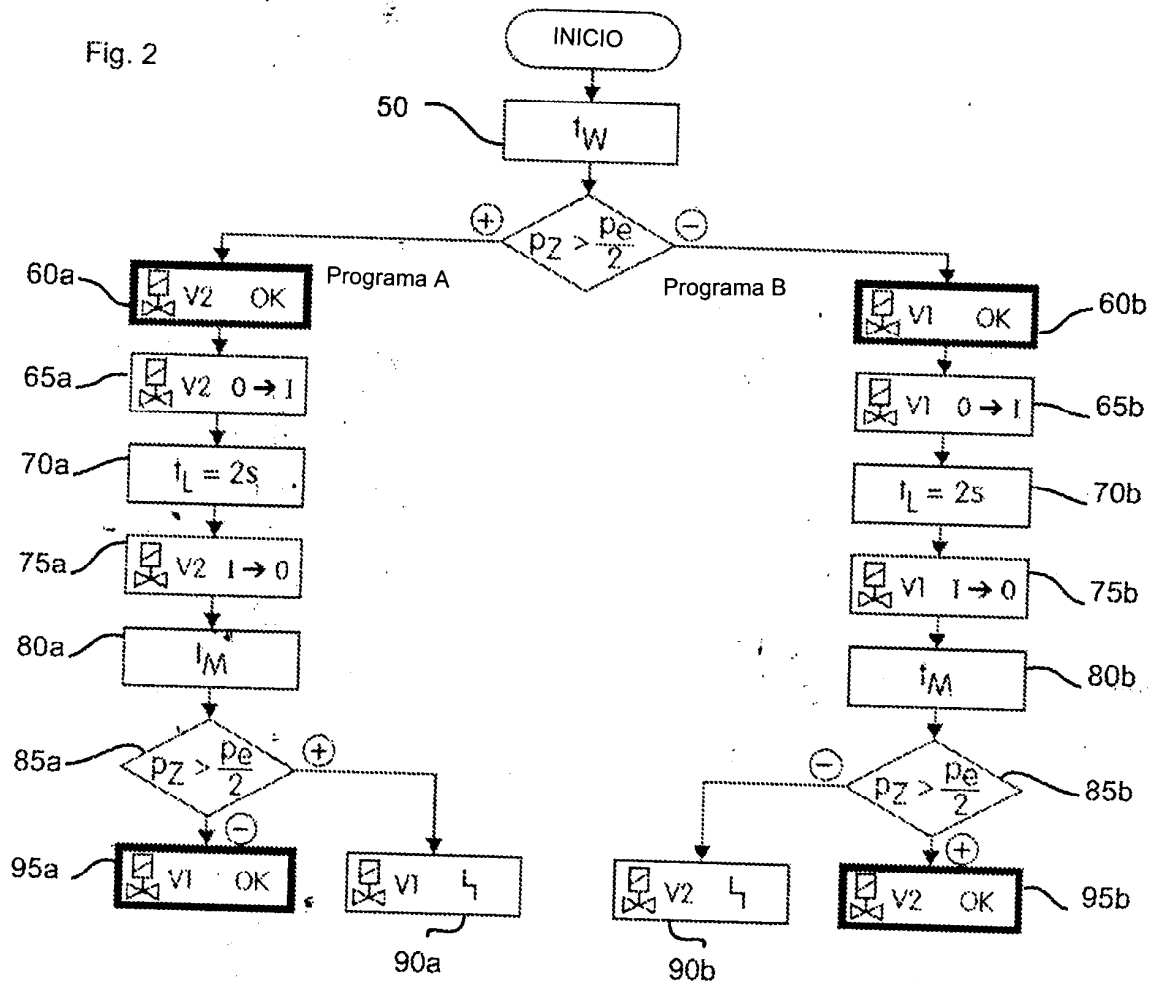 Fig. 2
INICIO
50
tW
+
pZ > pe/2
−
Programa A
Programa B
60a
V2 OK
V1 OK
60b
65a
V2 0 → I
V1 0 → I
65b
70a
tL = 2s
tL = 2s
70b
75a
V2 I → 0
V1 I → 0
75b
80a
tM
tM
80b
85a
pZ > pe/2
+
−
−
pZ > pe/2
+
85b
95a
V1 OK
V1
V2
V2 OK
95b
90a
90b